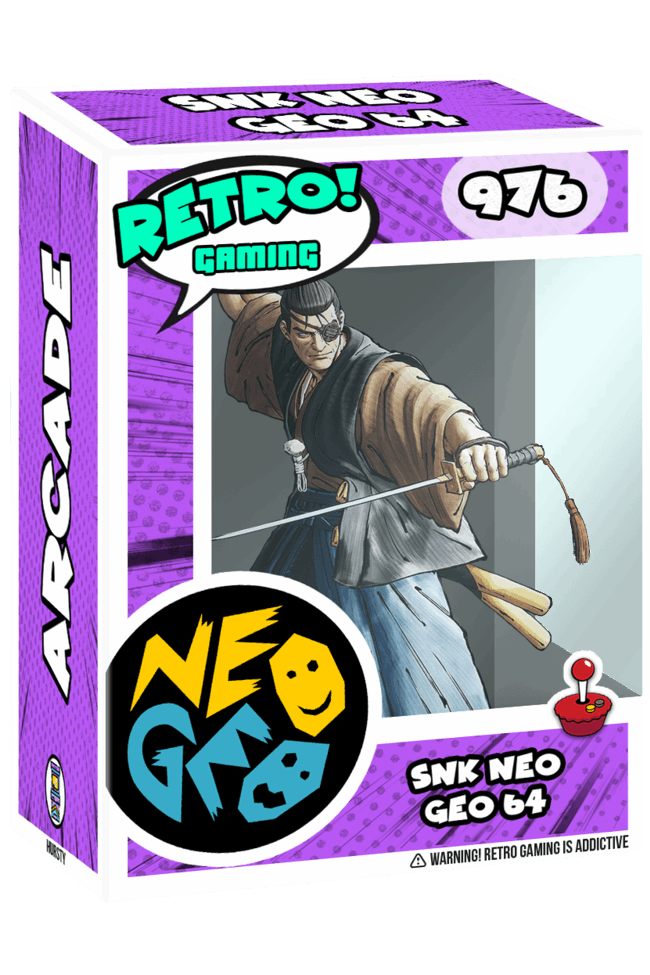 SNK NEO
GEO 64
RETRO!
GAMING
976
ARCADE
NEO
GEO
SNK NEO
GEO 64
WARNING! RETRO GAMING IS ADDICTIVE
HURSTY